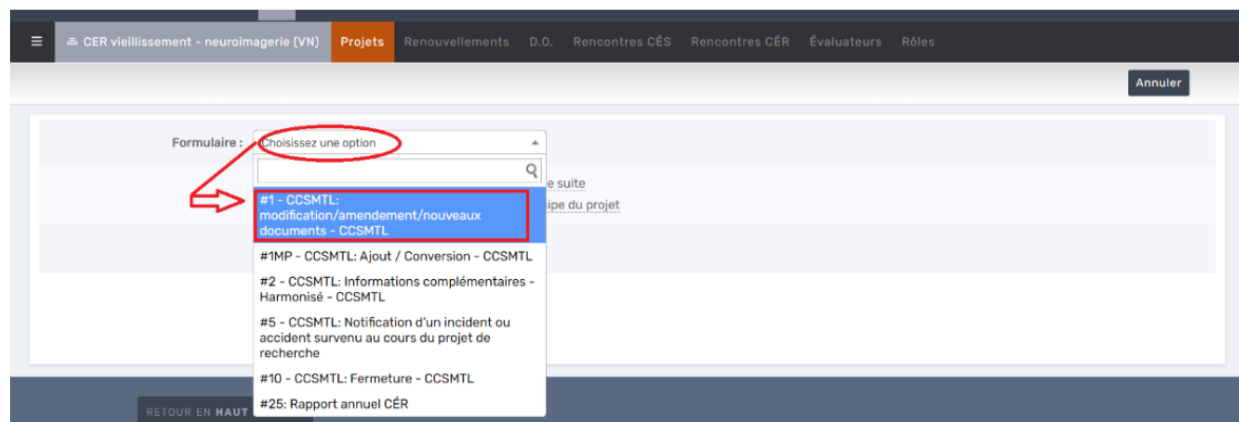 CER vieillissement - neuroimagerie (VN) Projets Renouvellements D.O. Rencontres CÉS Rencontres CÉR Évaluateurs Rôles
Annuler
Formulaire : Choisissez une option
e suite
#1 - CCSMTL:
modification/amendement/nouveaux
documents - CCSMTL
ipe du projet
#1MP - CCSMTL: Ajout / Conversion - CCSMTL
#2 - CCSMTL: Informations complémentaires -
Harmonisé - CCSMTL
#5 - CCSMTL: Notification d'un incident ou
accident survenu au cours du projet de
recherche
#10 - CCSMTL: Fermeture - CCSMTL
#25: Rapport annuel CÉR
RETOUR EN HAUT